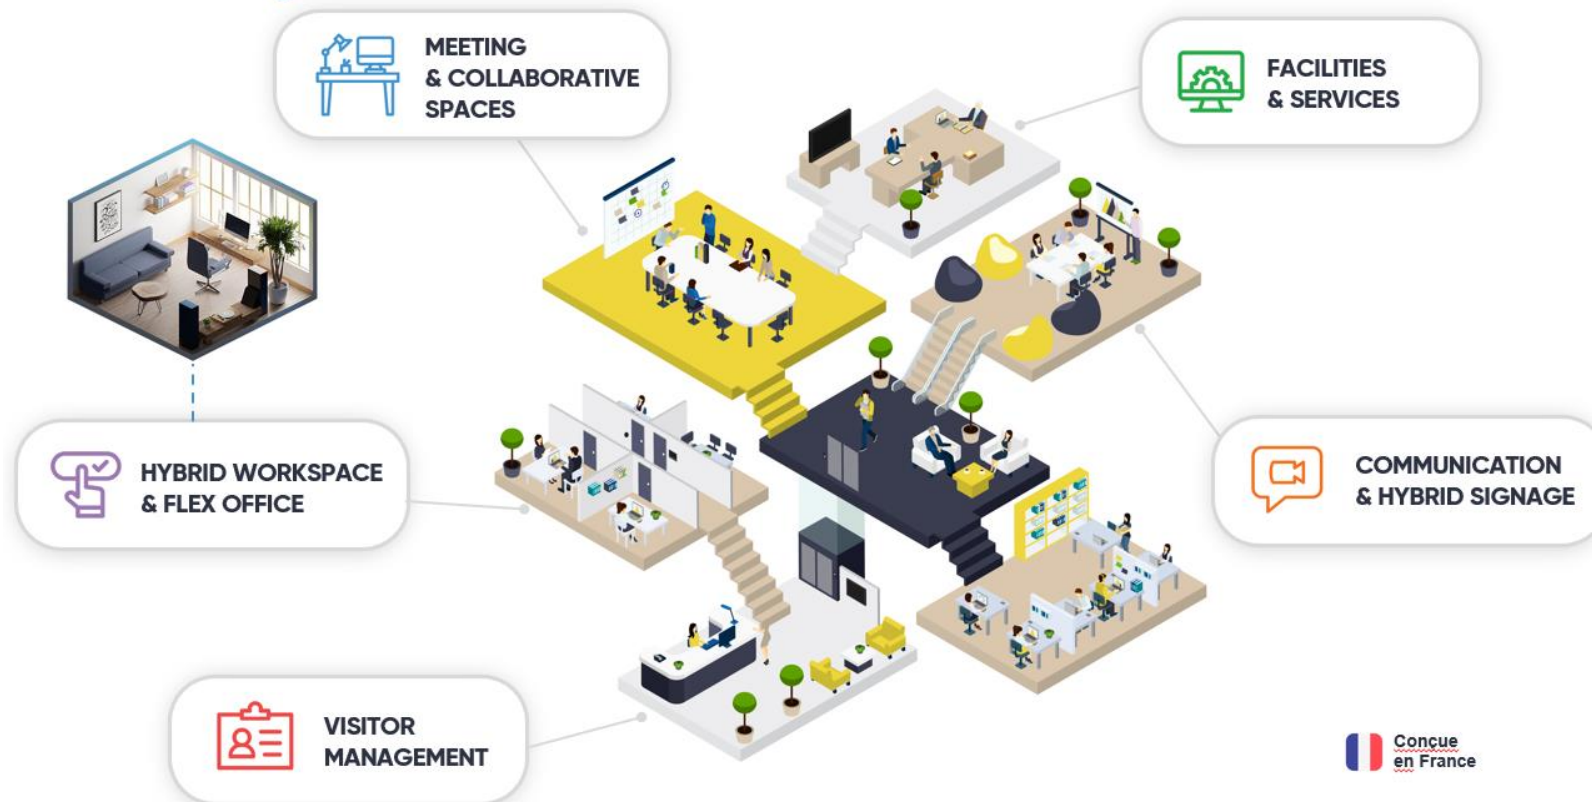 MEETING
& COLLABORATIVE
SPACES
FACILITIES
& SERVICES
HYBRID WORKSPACE
& FLEX OFFICE
COMMUNICATION
& HYBRID SIGNAGE
VISITOR
MANAGEMENT
Conçue
en France